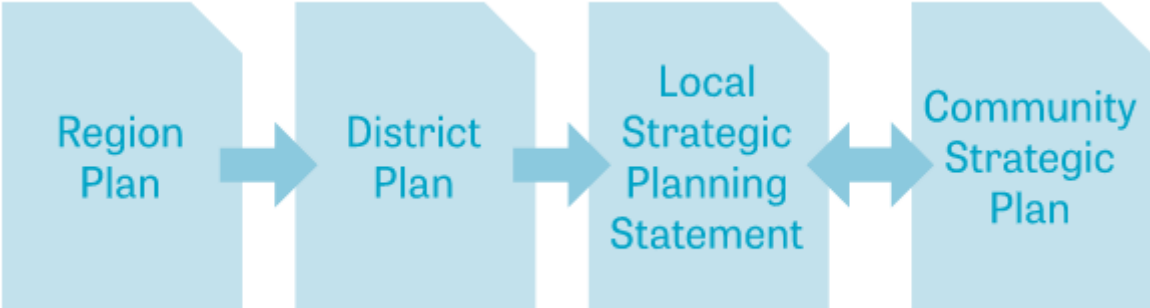 Region
Plan
District
Plan
Local
Strategic
Planning
Statement
Community
Strategic
Plan